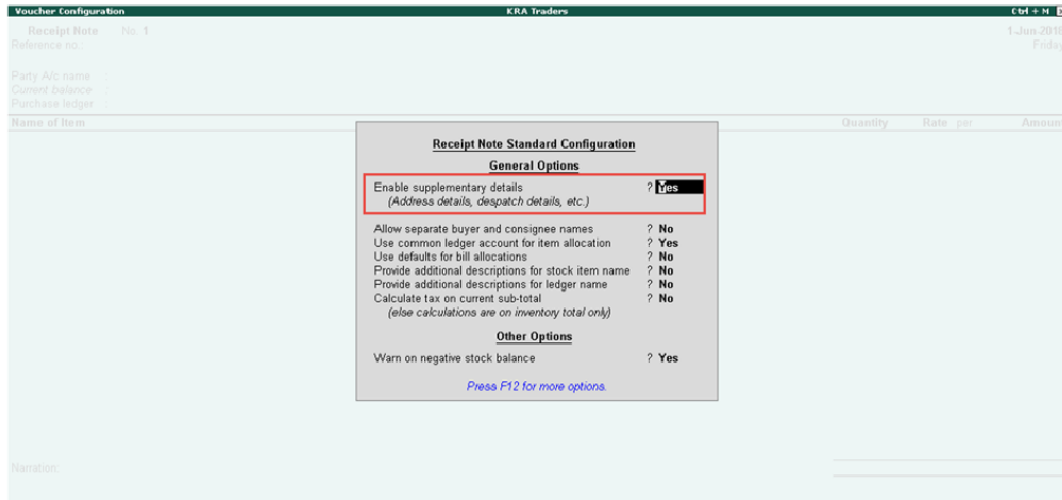 Voucher Configuration KRA Traders Ctrl + M
Receipt Note No. 1 1-Jun-2018
Reference no.: Friday
Party A/c name :
Current balance :
Purchase ledger :
Name of Item Quantity Rate per Amount
Receipt Note Standard Configuration
General Options
Enable supplementary details ? Yes
(Address details, despatch details, etc.)
Allow separate buyer and consignee names ? No
Use common ledger account for item allocation ? Yes
Use defaults for bill allocations ? No
Provide additional descriptions for stock item name ? No
Provide additional descriptions for ledger name ? No
Calculate tax on current sub-total ? No
(else calculations are on inventory total only)
Other Options
Warn on negative stock balance ? Yes
Press F12 for more options.
Narration: